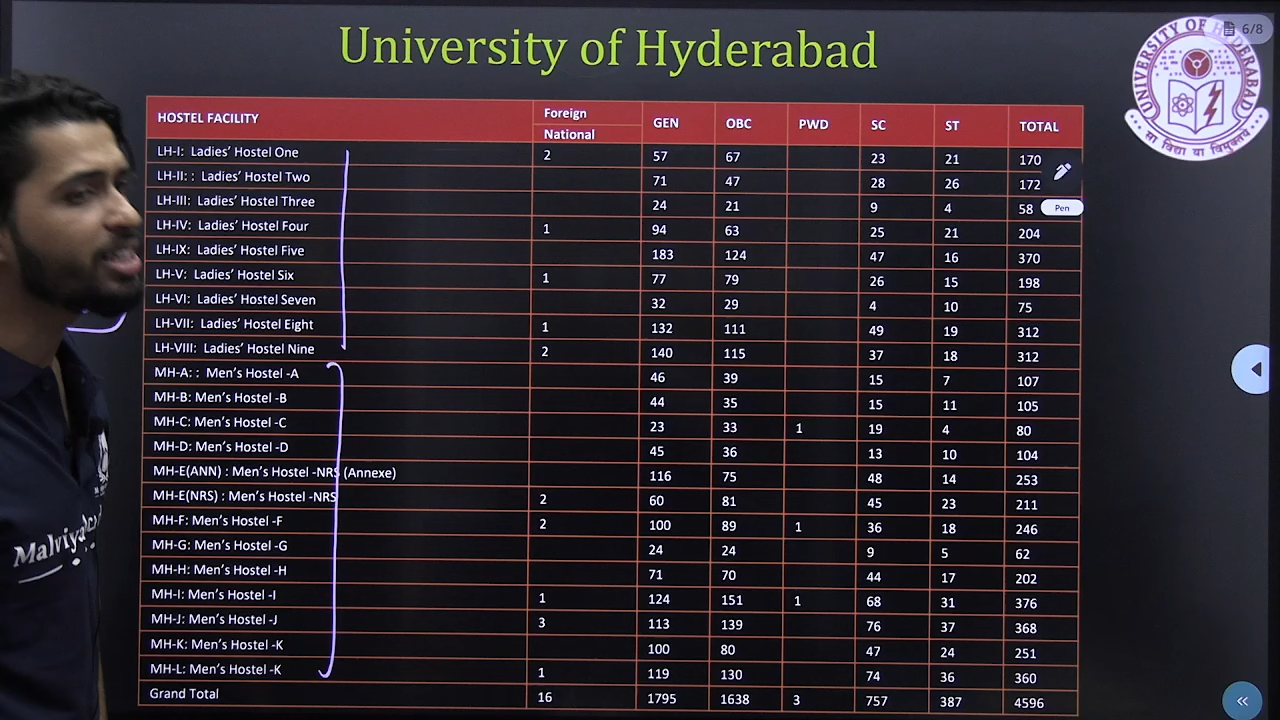 University of Hyderabad
6/8
UNIVERSITY OF HYDERABAD
सा विद्या या विमुक्तये
HOSTEL FACILITY Foreign National GEN OBC PWD SC ST TOTAL
LH-I: Ladies' Hostel One 2 57 67 23 21 170
LH-II: : Ladies' Hostel Two 71 47 28 26 172
LH-III: Ladies' Hostel Three 24 21 9 4 58
Pen
LH-IV: Ladies' Hostel Four 1 94 63 25 21 204
LH-IX: Ladies' Hostel Five 183 124 47 16 370
LH-V: Ladies' Hostel Six 1 77 79 26 15 198
LH-VI: Ladies' Hostel Seven 32 29 4 10 75
LH-VII: Ladies' Hostel Eight 1 132 111 49 19 312
LH-VIII: Ladies' Hostel Nine 2 140 115 37 18 312
MH-A: : Men's Hostel -A 46 39 15 7 107
MH-B: Men's Hostel -B 44 35 15 11 105
MH-C: Men's Hostel -C 23 33 1 19 4 80
MH-D: Men's Hostel -D 45 36 13 10 104
MH-E(ANN) : Men's Hostel -NRS (Annexe) 116 75 48 14 253
MH-E(NRS) : Men's Hostel -NRS 2 60 81 45 23 211
MH-F: Men's Hostel -F 2 100 89 1 36 18 246
MH-G: Men's Hostel -G 24 24 9 5 62
MH-H: Men's Hostel -H 71 70 44 17 202
MH-I: Men's Hostel -I 1 124 151 1 68 31 376
MH-J: Men's Hostel -J 3 113 139 76 37 368
MH-K: Men's Hostel -K 100 80 47 24 251
MH-L: Men's Hostel -K 1 119 130 74 36 360
Grand Total 16 1795 1638 3 757 387 4596